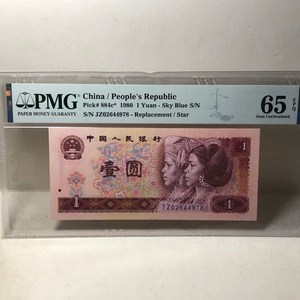 PMG
PAPER MONEY GUARANTY
China / People's Republic
Pick# 884c* 1980 1 Yuan - Sky Blue S/N
S/N JZ02644978 - Replacement / Star
65 EPQ
Gem Uncirculated
中国人民银行
1
壹圆
1
JZ02644978